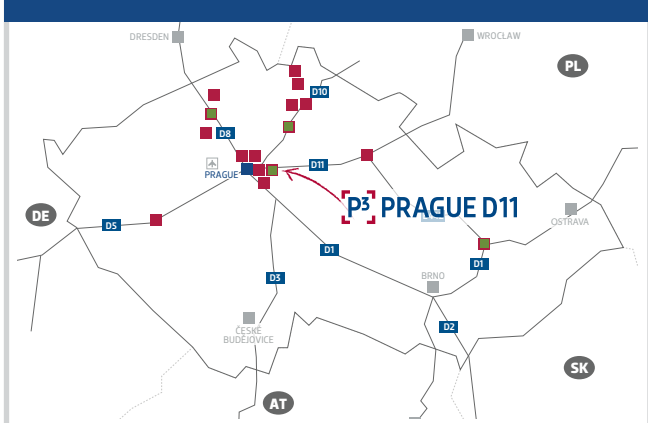 DRESDEN
WROCŁAW
PL
D10
D8
D11
PRAGUE
P3 PRAGUE D11
DE
D5
OSTRAVA
D1
D1
BRNO
D3
D2
ČESKÉ
BUDĚJOVICE
SK
AT